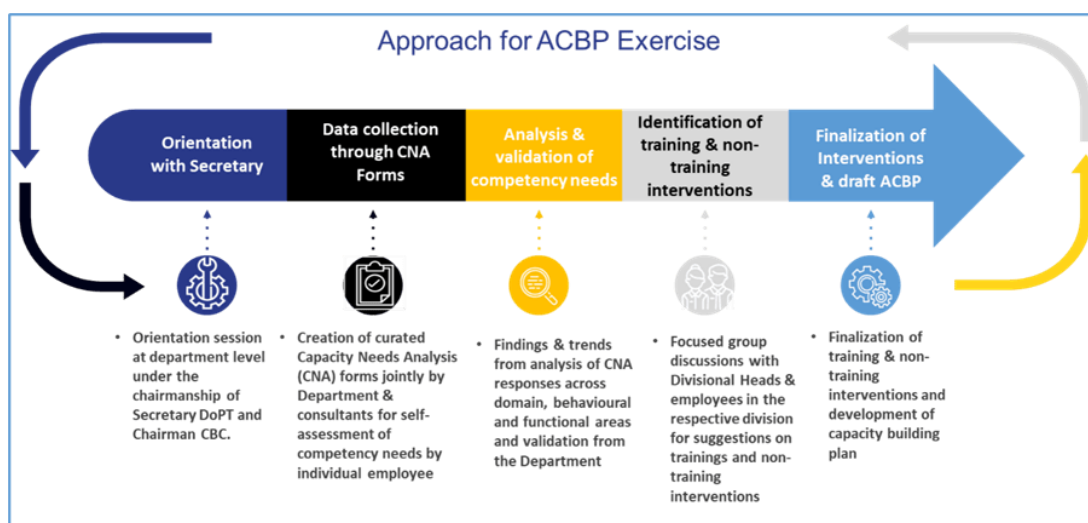 Approach for ACBP Exercise
Orientation
with Secretary
Data collection
through CNA
Forms
Analysis &
validation of
competency needs
Identification of
training & non-
training
interventions
Finalization of
Interventions
& draft ACBP
• Orientation session
at department level
under the
chairmanship of
Secretary DoPT and
Chairman CBC.
• Creation of curated
Capacity Needs Analysis
(CNA) forms jointly by
Department &
consultants for self-
assessment of
competency needs by
individual employee
• Findings & trends
from analysis of CNA
responses across
domain, behavioural
and functional areas
and validation from
the Department
• Focused group
discussions with
Divisional Heads &
employees in the
respective division
for suggestions on
trainings and non-
training
interventions
• Finalization of
training & non-
training
interventions and
development of
capacity building
plan